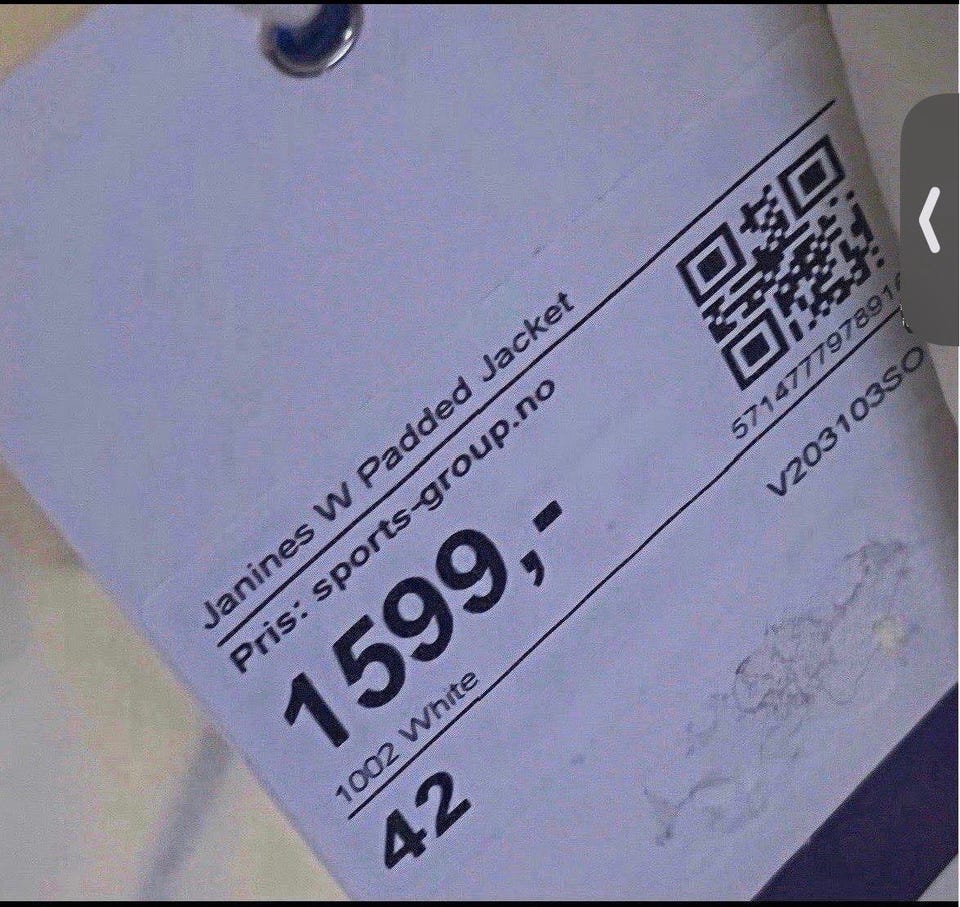 Janines W Padded Jacket
Pris: sports-group.no
1599,-
1002 White
42
V203103SO